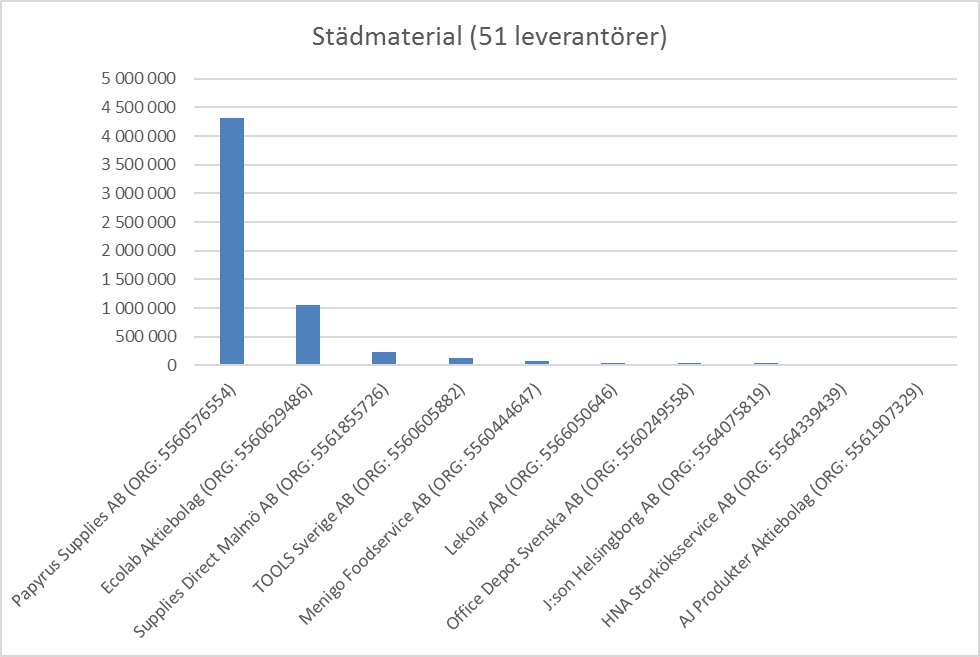 Städmaterial (51 leverantörer)
5 000 000
4 500 000
4 000 000
3 500 000
3 000 000
2 500 000
2 000 000
1 500 000
1 000 000
500 000
0
Papyrus Supplies AB (ORG: 5560576554)
Ecolab Aktiebolag (ORG: 5560629486)
Supplies Direct Malmö AB (ORG: 5561855726)
TOOLS Sverige AB (ORG: 5560605882)
Menigo Foodservice AB (ORG: 5560444647)
Lekolar AB (ORG: 5566050646)
Office Depot Svenska AB (ORG: 5560249558)
J:son Helsingborg AB (ORG: 5564075819)
HNA Storköksservice AB (ORG: 5564339439)
AJ Produkter Aktiebolag (ORG: 5561907329)